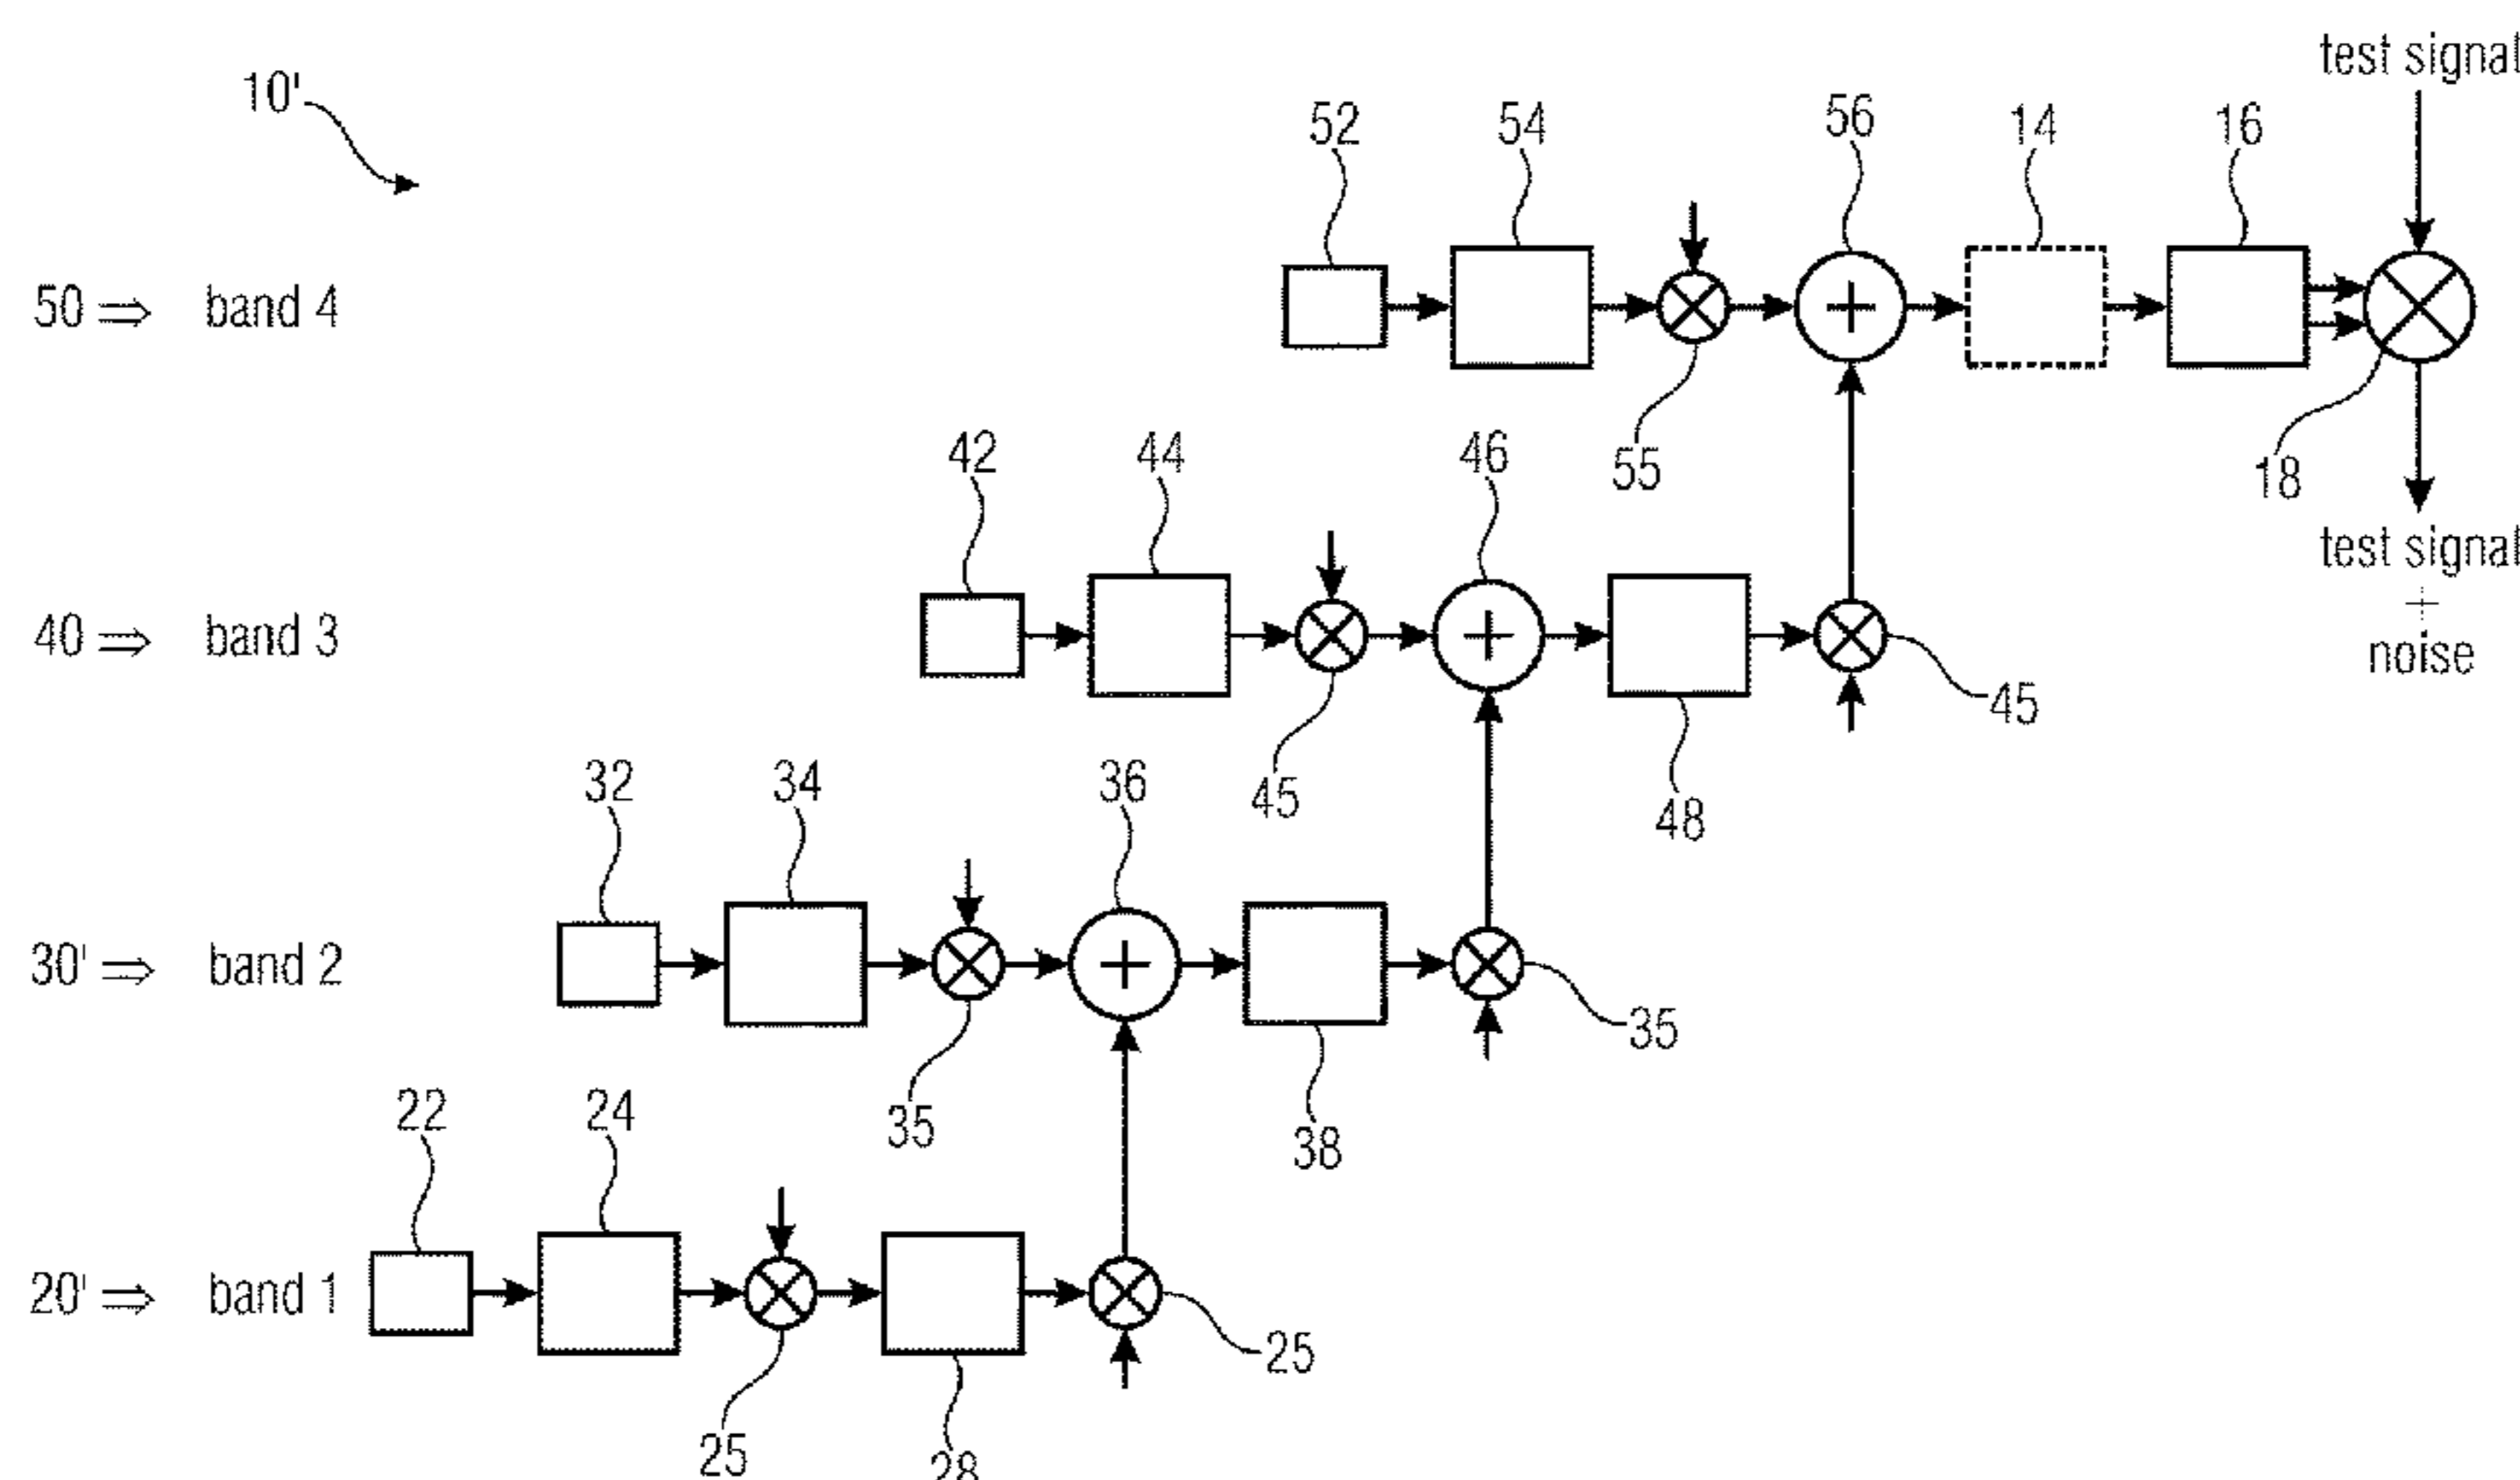 test signal
10'
52 54 56 14 16
50 ⇒ band 4
55 18
42 44 46
test signal
+
noise
40 ⇒ band 3
45
45 48
32 34 36
30' ⇒ band 2
35
35 38
22 24
20' ⇒ band 1
25
25 28